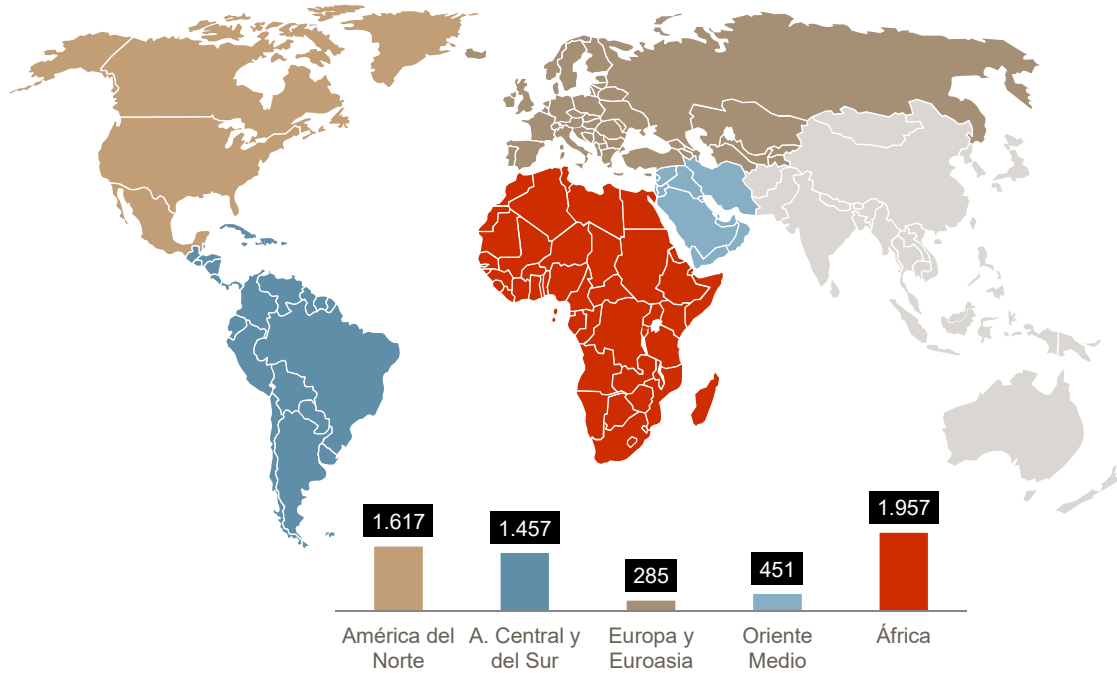 1.617
1.457
285
451
1.957
América del
Norte
A. Central y
del Sur
Europa y
Euroasia
Oriente
Medio
África